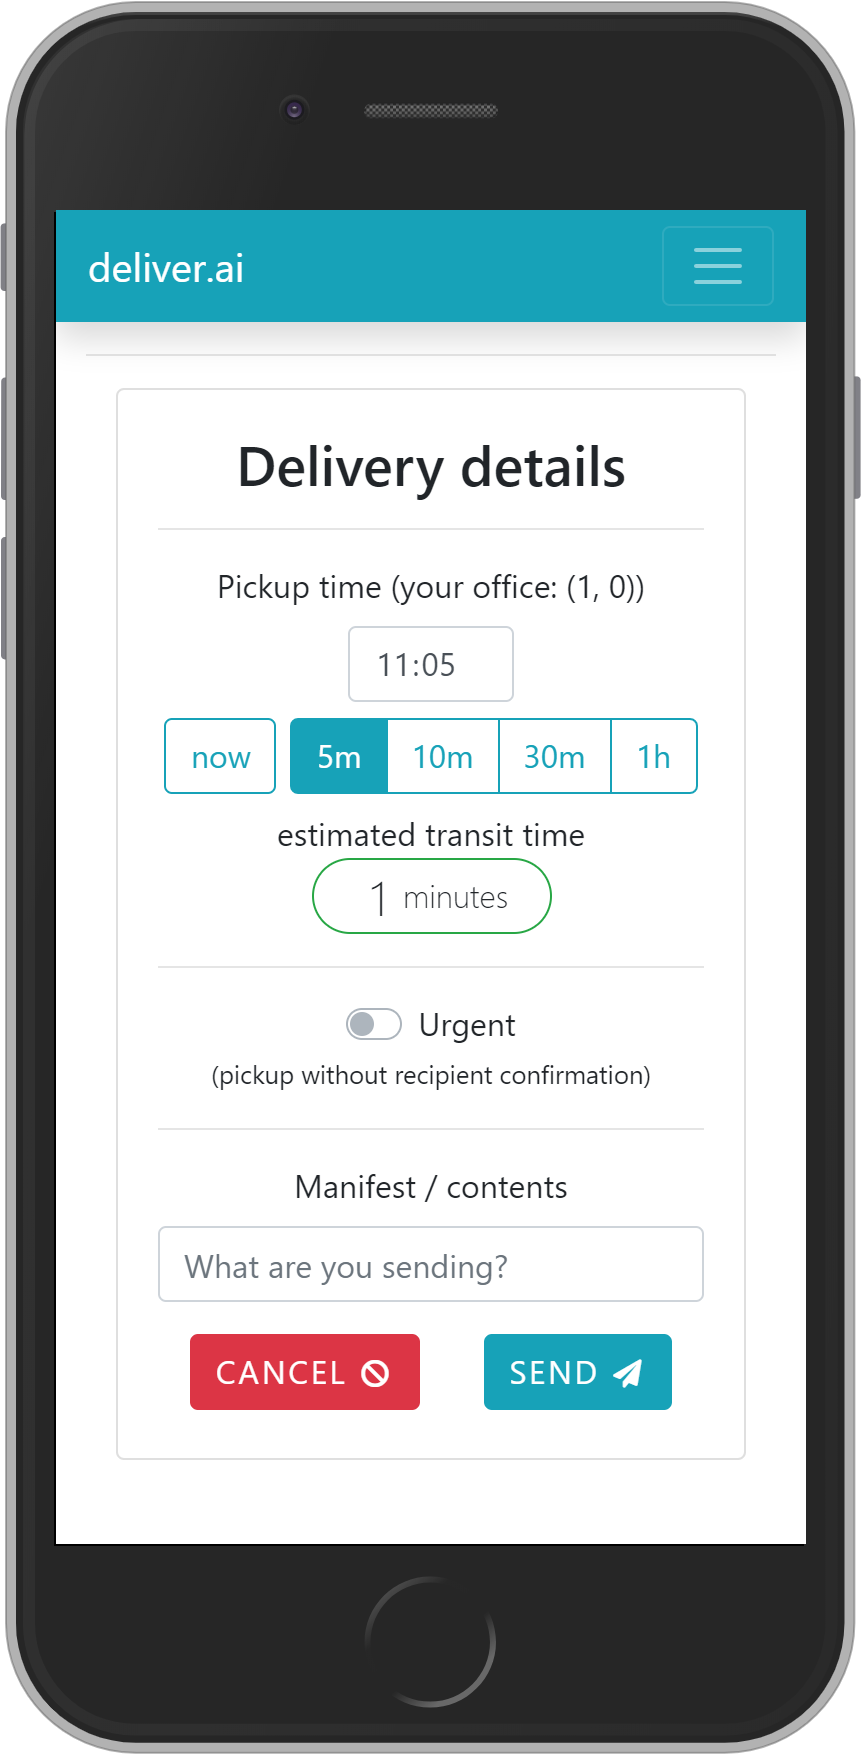 deliver.ai
Delivery details
Pickup time (your office: (1, 0))
11:05
now 5m 10m 30m 1h
estimated transit time
1 minutes
Urgent
(pickup without recipient confirmation)
Manifest / contents
What are you sending?
CANCEL SEND